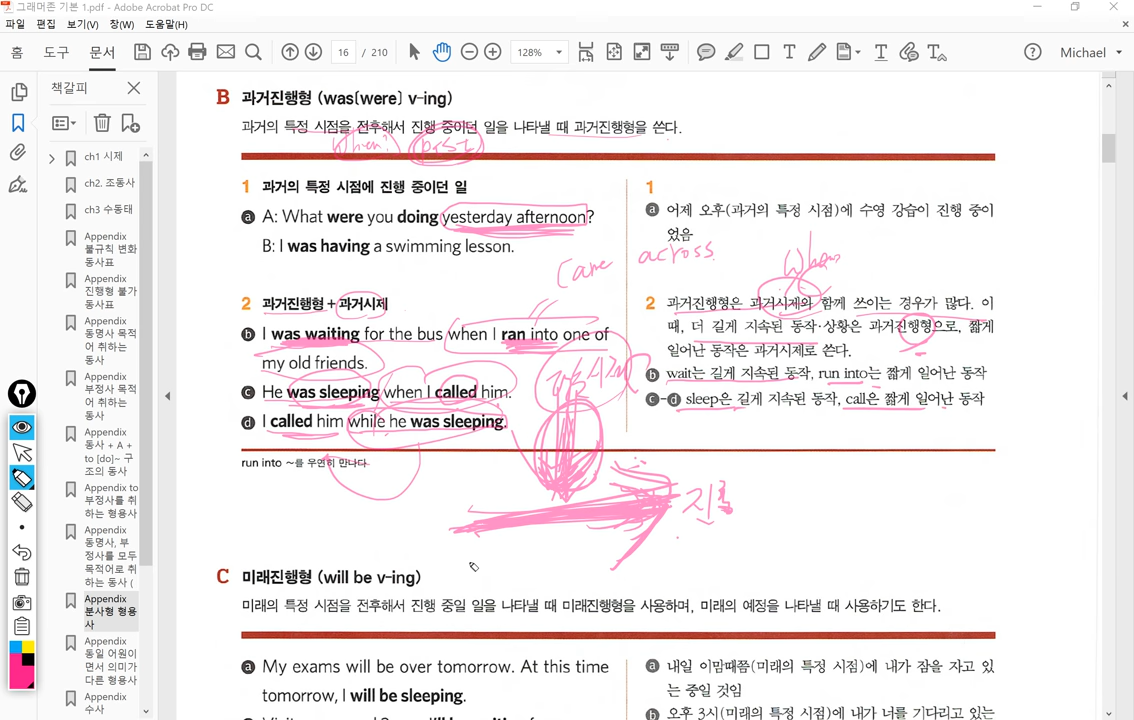 그래머존 기본 1.pdf - Adobe Acrobat Pro DC
파일 편집 보기(V) 창(W) 도움말(H)
홈 도구 문서 16 / 210 128% Michael
책갈피
ch1 시제
ch2. 조동사
ch3 수동태
Appendix
불규칙 변화
동사표
Appendix
진행형 불가
동사표
Appendix
동명사 목적
어 취하는
동사
Appendix
부정사 목적
어 취하는
동사
Appendix
동사 + A +
to [do]~ 구
조의 동사
Appendix to
부정사를 취
하는 형용사
Appendix
동명사, 부
정사를 모두
목적어로 취
하는 동사 (
Appendix
분사형 형용
사
Appendix
동일 어원이
면서 의미가
다른 형용사
Appendix
수사
B 과거진행형 (was[were] v-ing)
과거의 특정 시점을 전후해서 진행 중이던 일을 나타낼 때 과거진행형을 쓴다.
When?
1 과거의 특정 시점에 진행 중이던 일
a A: What were you doing yesterday afternoon?
B: I was having a swimming lesson.
1
a 어제 오후(과거의 특정 시점)에 수영 강습이 진행 중이
었음
Came across
When
2 과거진행형 + 과거시제
b I was waiting for the bus when I ran into one of
my old friends.
c He was sleeping when I called him.
d I called him while he was sleeping.
run into ~를 우연히 만나다
2 과거진행형은 과거시제와 함께 쓰이는 경우가 많다. 이
때, 더 길게 지속된 동작·상황은 과거진행형으로, 짧게
일어난 동작은 과거시제로 쓴다.
b wait는 길게 지속된 동작, run into는 짧게 일어난 동작
c-d sleep은 길게 지속된 동작, call은 짧게 일어난 동작
C 미래진행형 (will be v-ing)
미래의 특정 시점을 전후해서 진행 중일 일을 나타낼 때 미래진행형을 사용하며, 미래의 예정을 나타낼 때 사용하기도 한다.
a My exams will be over tomorrow. At this time
tomorrow, I will be sleeping.
a 내일 이맘때쯤(미래의 특정 시점)에 내가 잠을 자고 있
는 중일 것임
b 오후 3시(미래의 특정 시점)에 내가 너를 기다리고 있는